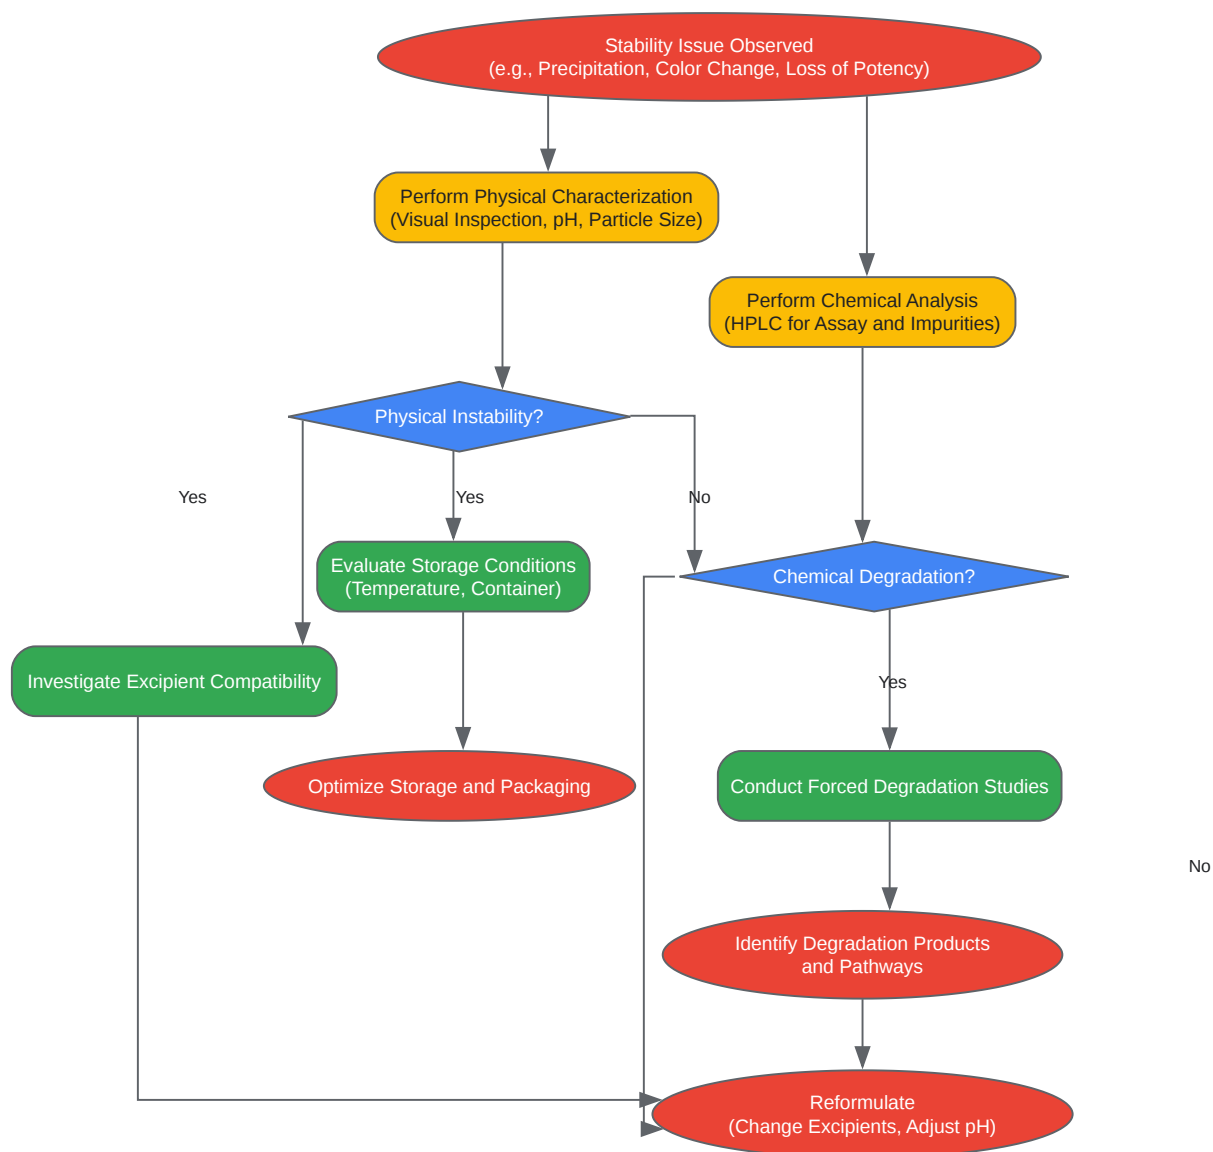 Stability Issue Observed
(e.g., Precipitation, Color Change, Loss of Potency)
Perform Physical Characterization
(Visual Inspection, pH, Particle Size)
Perform Chemical Analysis
(HPLC for Assay and Impurities)
Physical Instability?
Yes
Yes
No
Evaluate Storage Conditions
(Temperature, Container)
Chemical Degradation?
Investigate Excipient Compatibility
Yes
Optimize Storage and Packaging
Conduct Forced Degradation Studies
No
Identify Degradation Products
and Pathways
Reformulate
(Change Excipients, Adjust pH)